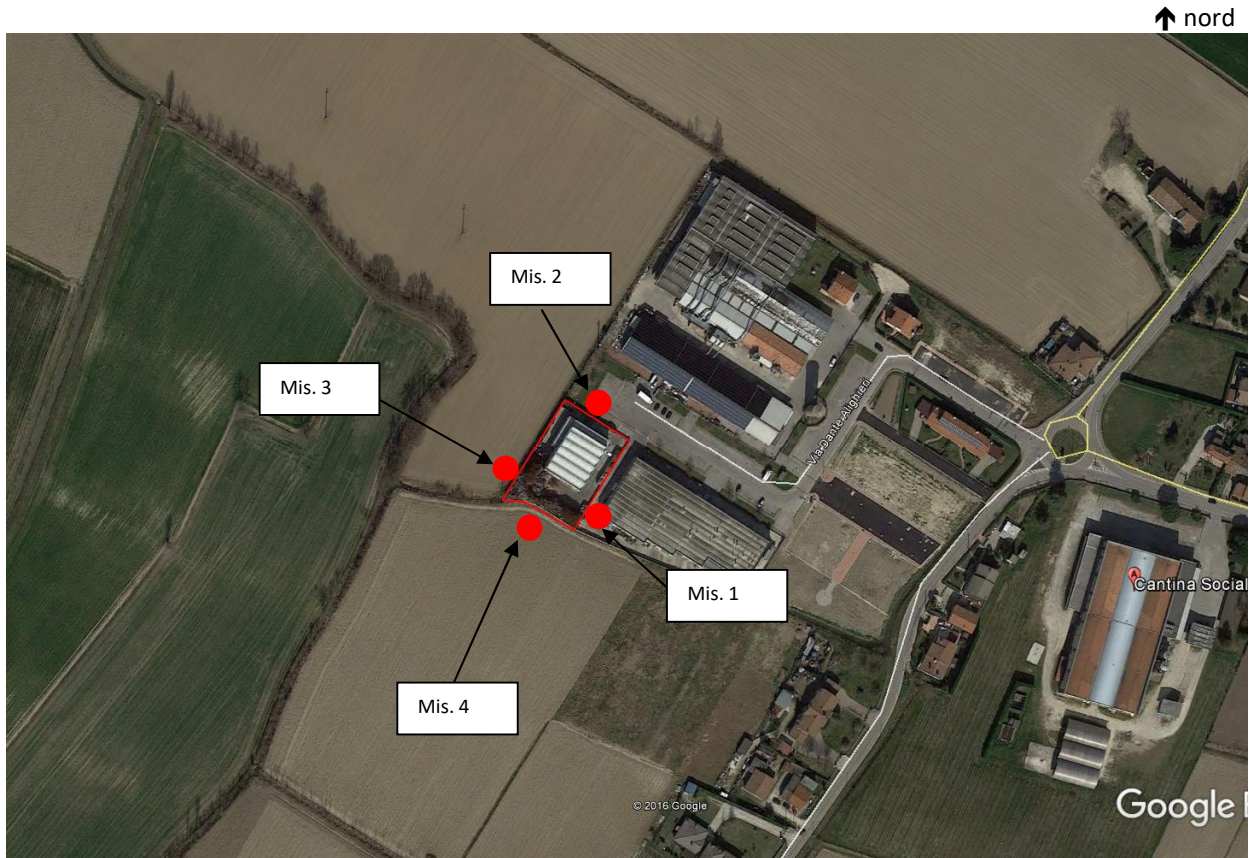 nord
Mis. 2
Mis. 3
Via Dante Alighieri
Mis. 1
A
Cantina Social
Mis. 4
© 2016 Google
Google E